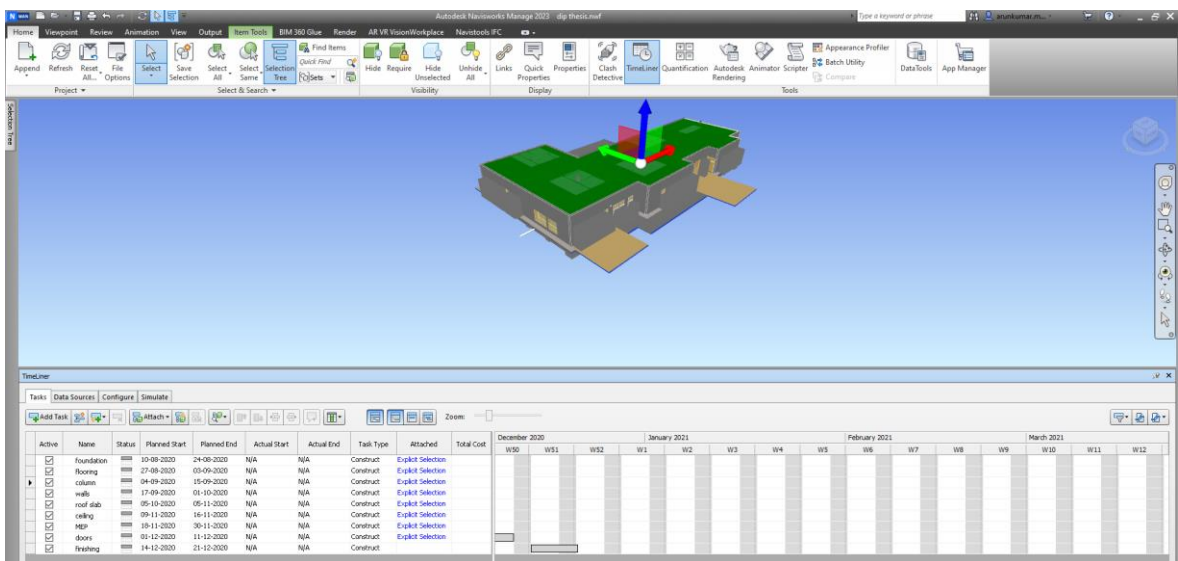 Autodesk Navisworks Manage 2023 dip thesis.nwf
Type a keyword or phrase
arunkumar.m...
Home Viewpoint Review Animation View Output Item Tools BIM 360 Glue Render AR VR VisionWorkplace Navistools IFC
Append Refresh Reset All... File Options
Select Save Selection Select All Select Same Selection Tree
Find Items
Quick Find
Sets
Hide Require Hide Unselected Unhide All
Links Quick Properties Properties
Clash Detective TimeLiner Quantification Autodesk Rendering Animator Scripter
Appearance Profiler
Batch Utility
Compare
DataTools App Manager
Project Select & Search Visibility Display Tools
Selection Tree
TimeLiner
Tasks Data Sources Configure Simulate
Add Task Attach Zoom:
Active Name Status Planned Start Planned End Actual Start Actual End Task Type Attached Total Cost
December 2020 January 2021 February 2021 March 2021
W50 W51 W52 W1 W2 W3 W4 W5 W6 W7 W8 W9 W10 W11 W12
foundation 10-08-2020 24-08-2020 N/A N/A Construct Explicit Selection
flooring 27-08-2020 03-09-2020 N/A N/A Construct Explicit Selection
column 04-09-2020 15-09-2020 N/A N/A Construct Explicit Selection
walls 17-09-2020 01-10-2020 N/A N/A Construct Explicit Selection
roof slab 05-10-2020 05-11-2020 N/A N/A Construct Explicit Selection
ceiling 09-11-2020 16-11-2020 N/A N/A Construct Explicit Selection
MEP 18-11-2020 30-11-2020 N/A N/A Construct Explicit Selection
doors 01-12-2020 11-12-2020 N/A N/A Construct Explicit Selection
finishing 14-12-2020 21-12-2020 N/A N/A Construct